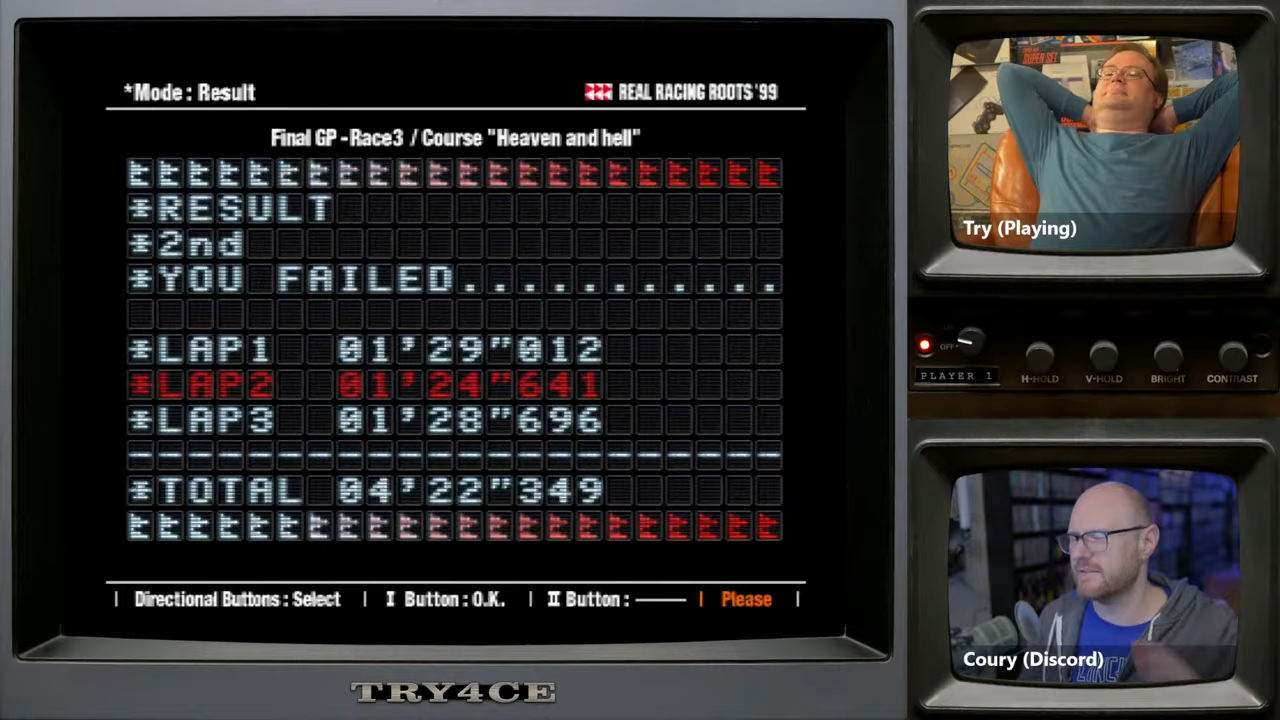 *Mode : Result
REAL RACING ROOTS '99
Final GP -Race3 / Course "Heaven and hell"
*RESULT
*2nd
*YOU FAILED...........
*LAP1 01'29"012
*LAP2 01'24"641
*LAP3 01'28"696
*TOTAL 04'22"349
| Directional Buttons : Select | I Button : O.K. | II Button : —— | Please |
TRY4CE
SUPER SET
Try (Playing)
OFF
PLAYER 1
H-HOLD V-HOLD BRIGHT CONTRAST
Coury (Discord)